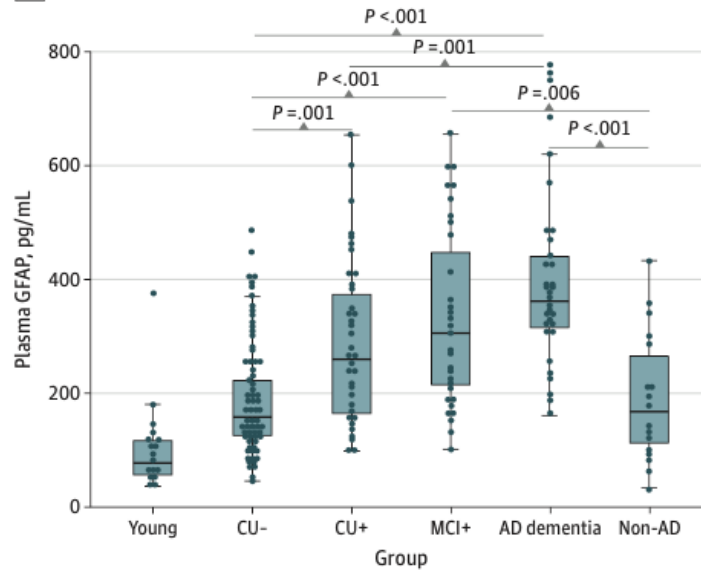 P <.001
P =.001
P <.001
P =.006
P =.001
P <.001
800
600
400
200
0
Plasma GFAP, pg/mL
Young CU− CU+ MCI+ AD dementia Non-AD
Group